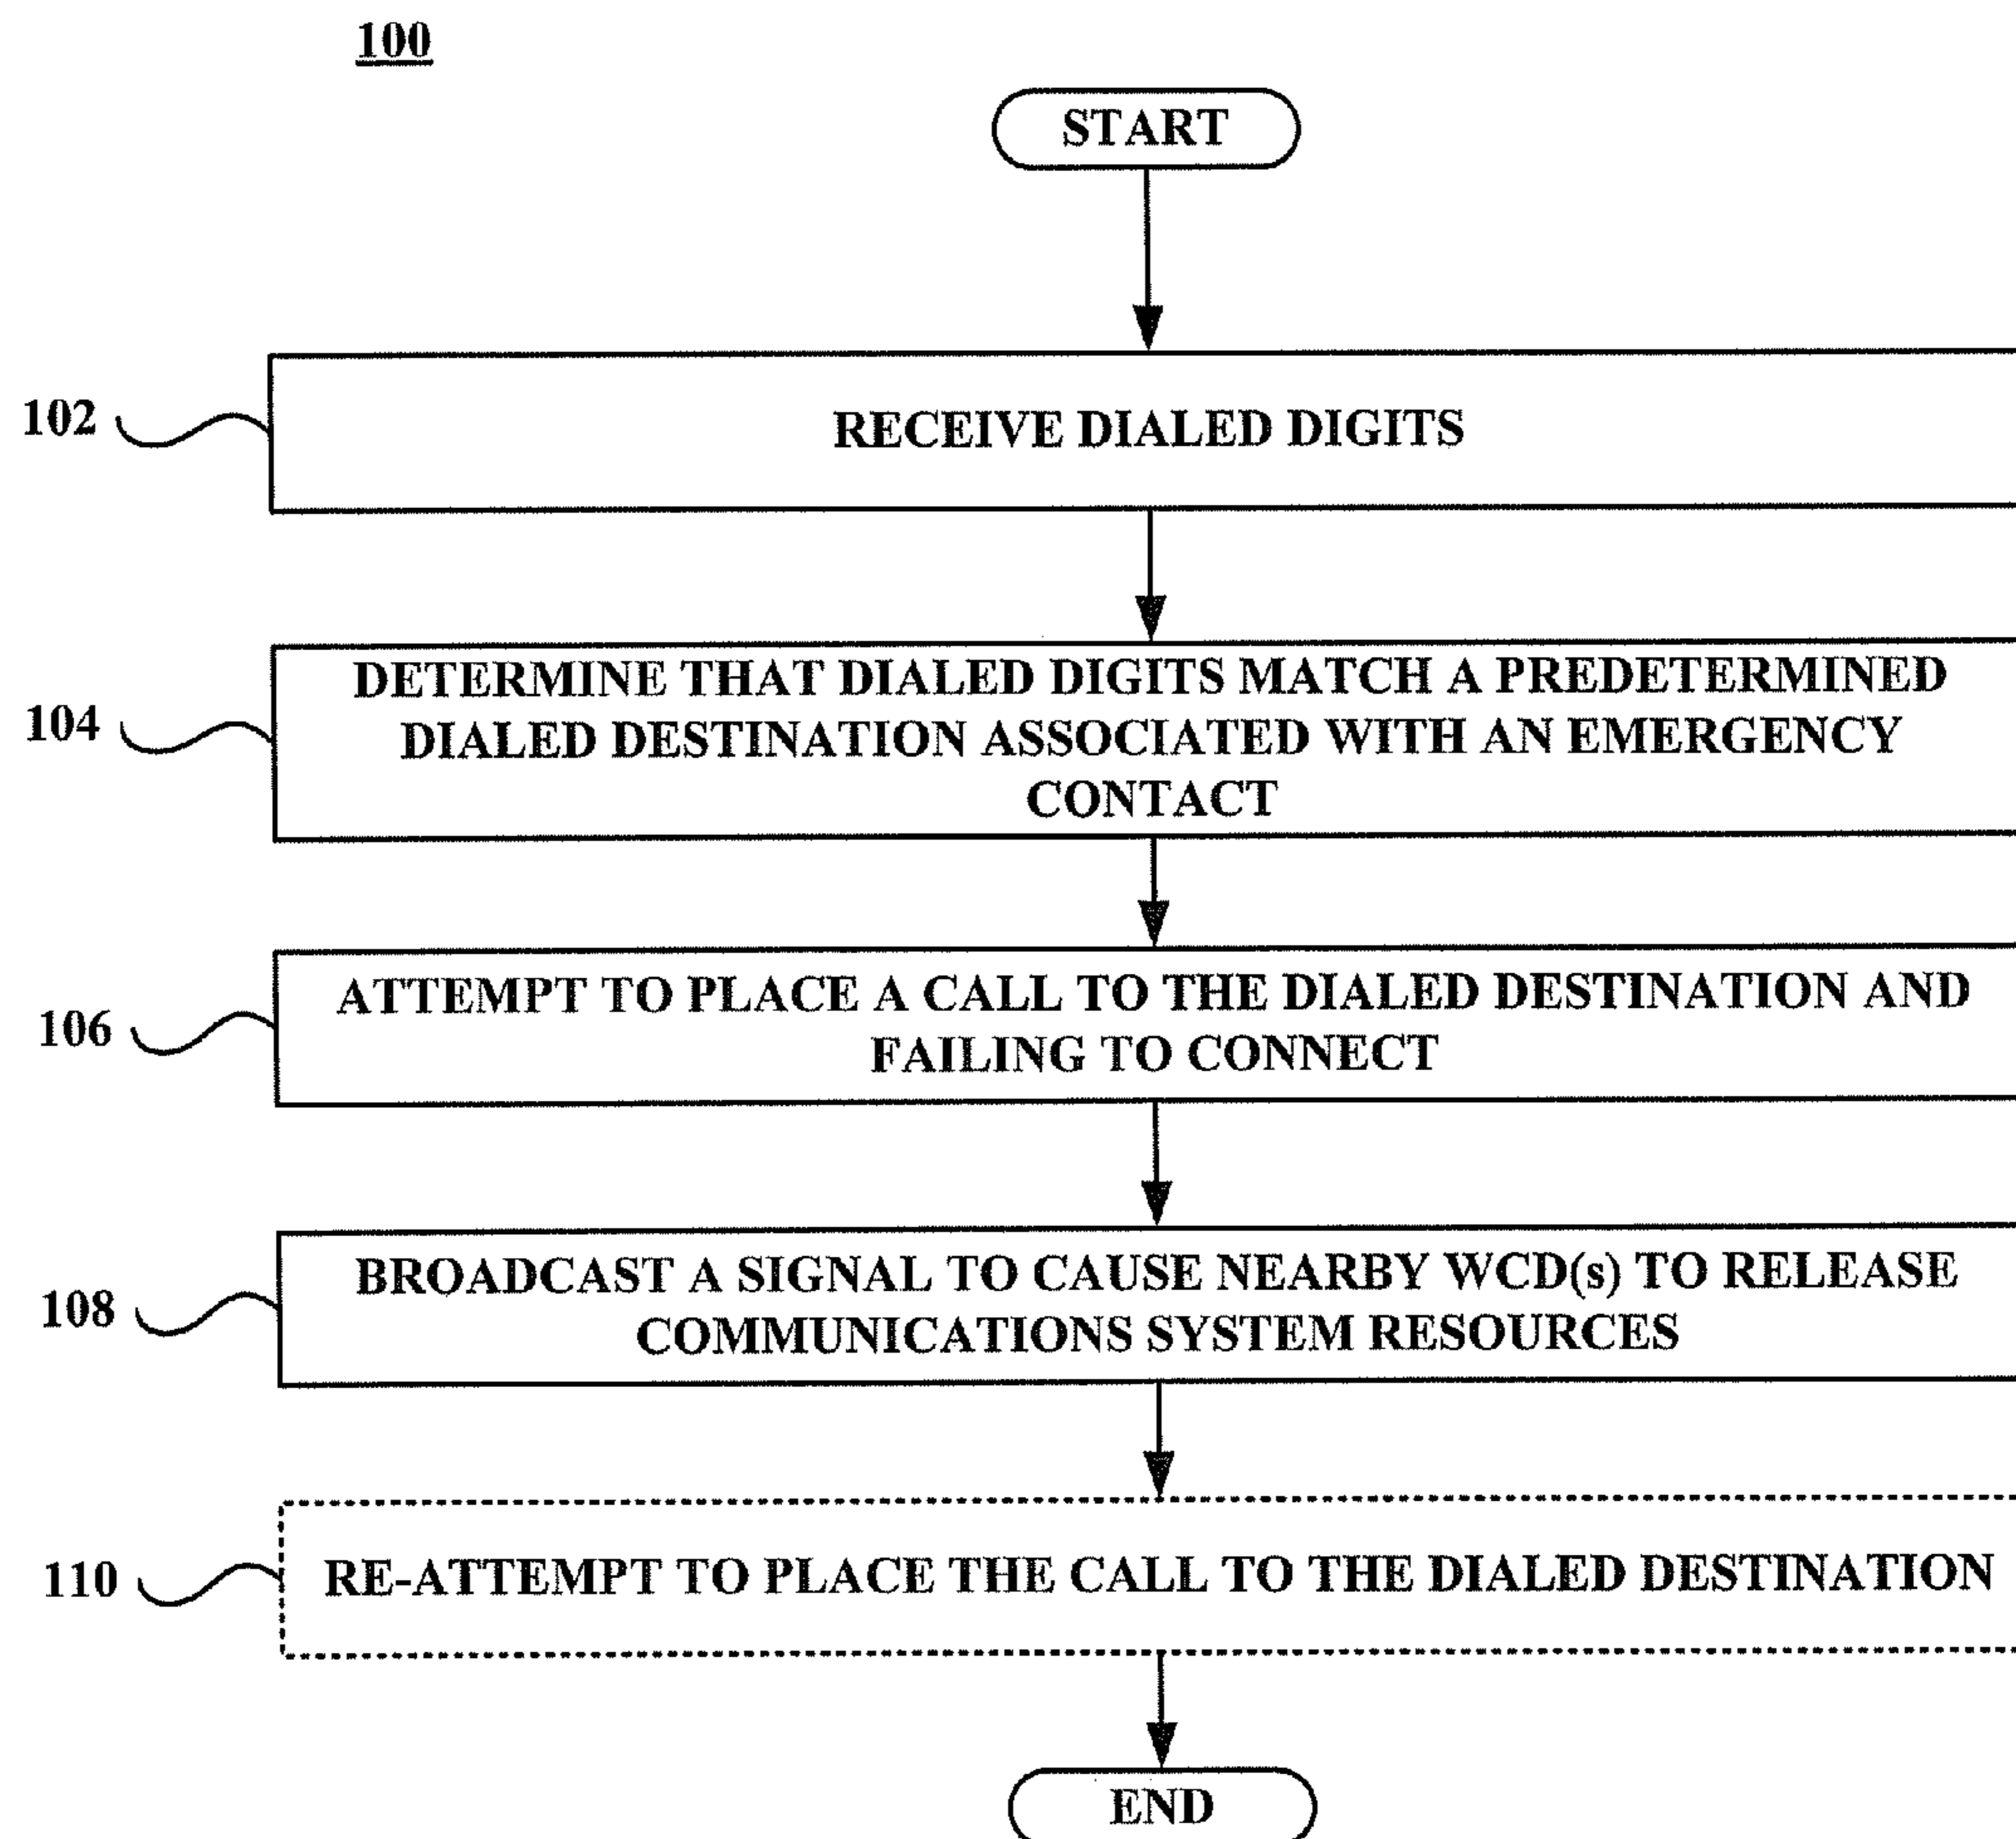 100
START
102
RECEIVE DIALED DIGITS
104
DETERMINE THAT DIALED DIGITS MATCH A PREDETERMINED
DIALED DESTINATION ASSOCIATED WITH AN EMERGENCY
CONTACT
106
ATTEMPT TO PLACE A CALL TO THE DIALED DESTINATION AND
FAILING TO CONNECT
108
BROADCAST A SIGNAL TO CAUSE NEARBY WCD(s) TO RELEASE
COMMUNICATIONS SYSTEM RESOURCES
110
RE-ATTEMPT TO PLACE THE CALL TO THE DIALED DESTINATION
END